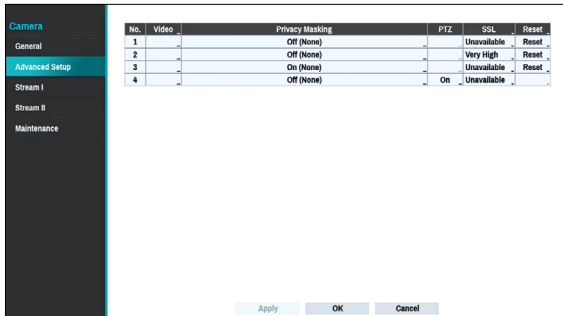 Camera
General
Advanced Setup
Stream I
Stream II
Maintenance
No. Video Privacy Masking PTZ SSL Reset
1 Off (None) Unavailable Reset
2 Off (None) Very High Reset
3 On (None) Unavailable Reset
4 Off (None) On Unavailable
Apply OK Cancel